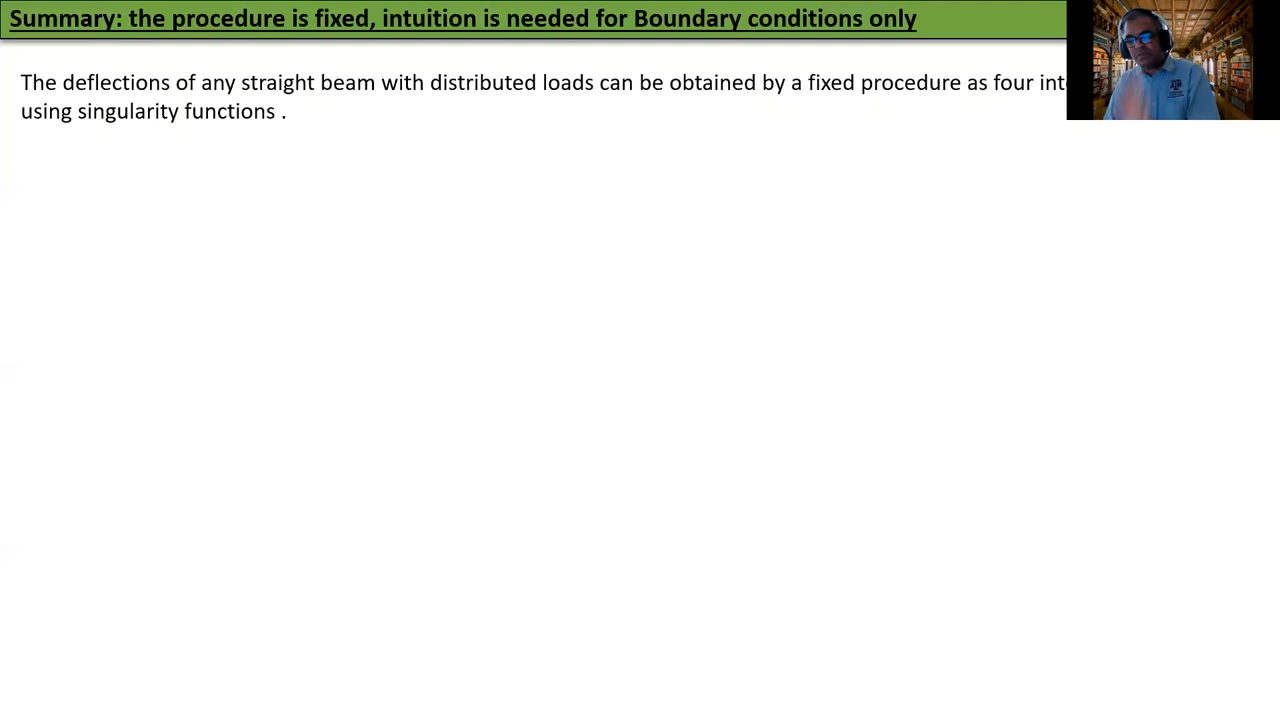 Summary: the procedure is fixed, intuition is needed for Boundary conditions only
The deflections of any straight beam with distributed loads can be obtained by a fixed procedure as four
using singularity functions .